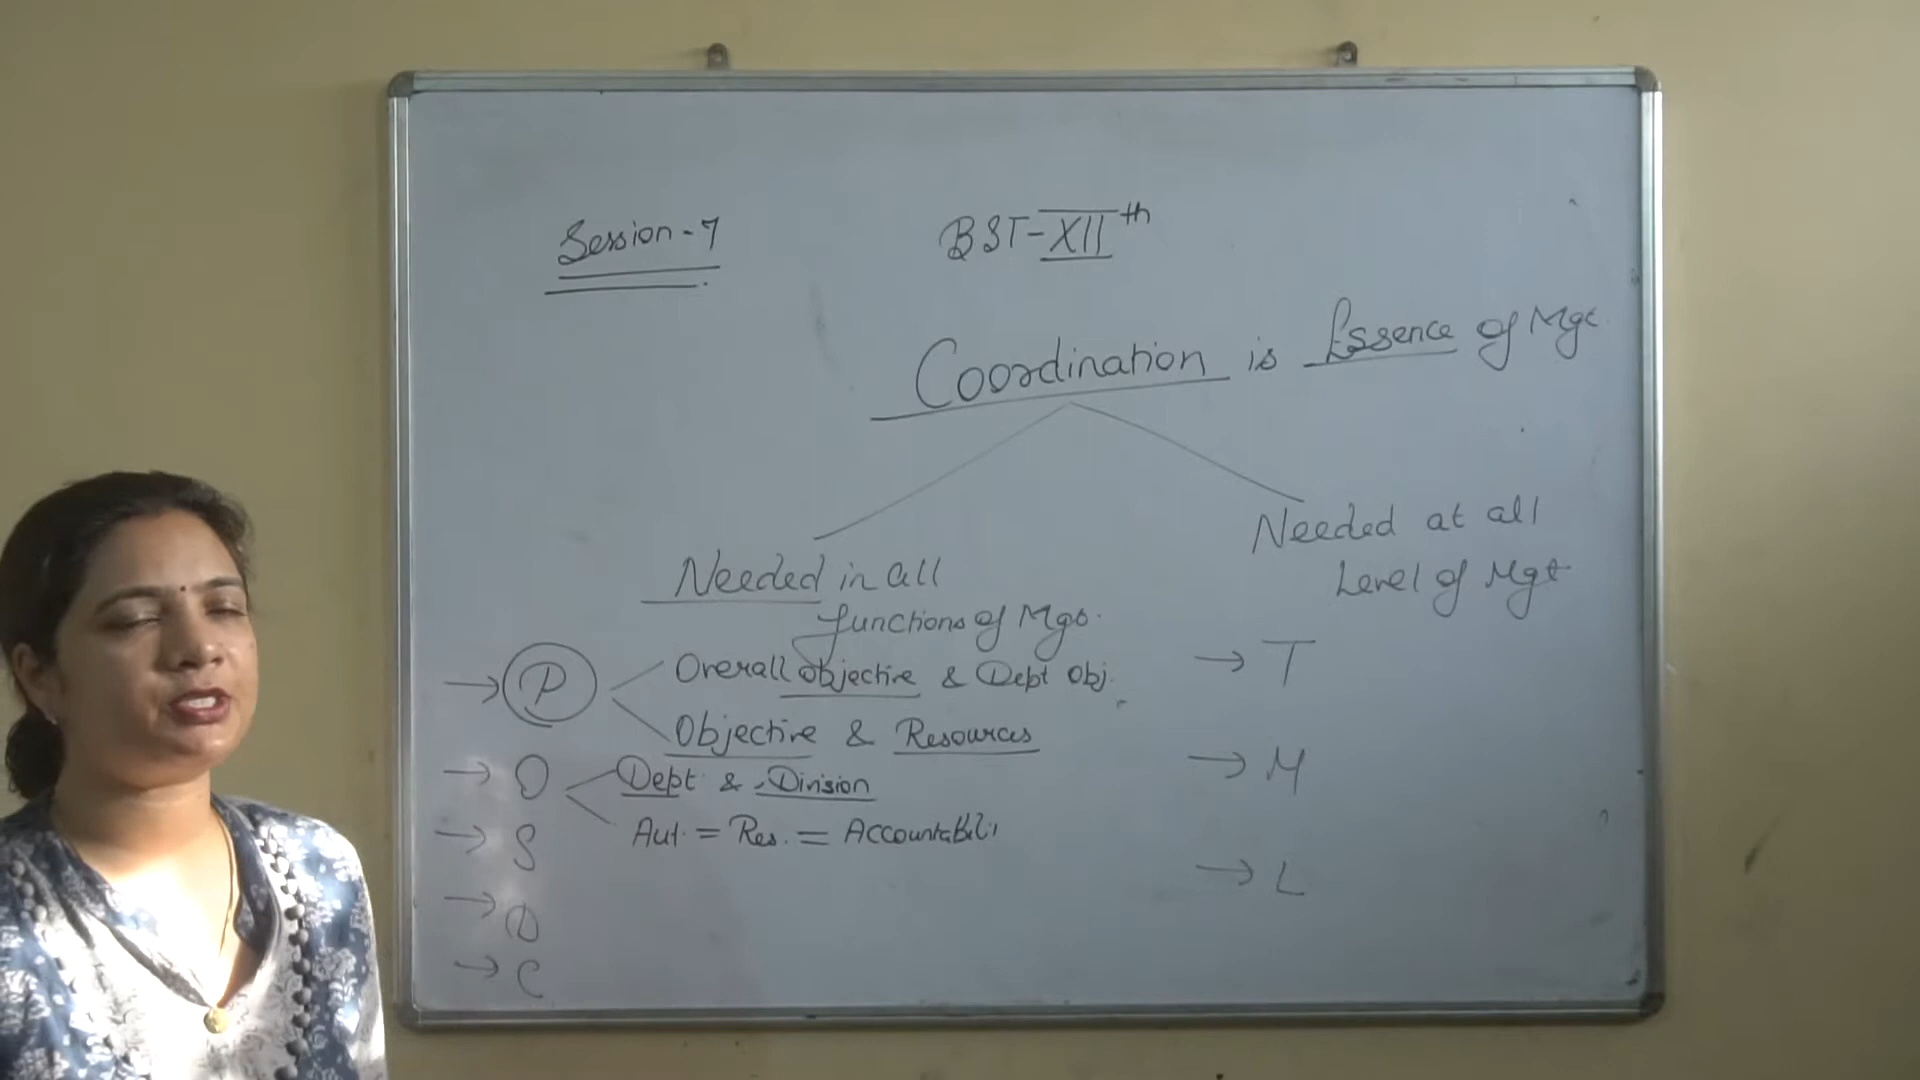 Session-7
BST-XIIth
Coordination is Essence of Mgt
Needed in all
functions of Mgt.
Needed at all
Level of Mgt
→ P
Overall objective & Dept Obj.
Objective & Resources
→ O
Dept. & Division
Aut. = Res. = Accountabili
→ S
→ D
→ C
→ T
→ M
→ L